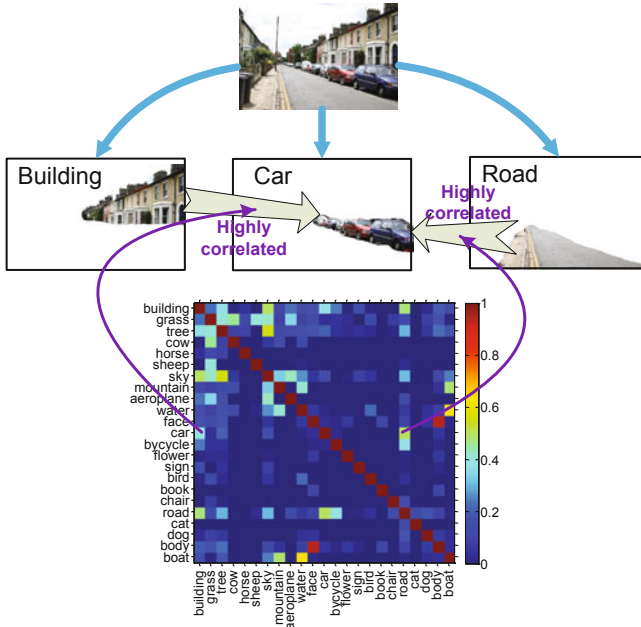 Building
Car
Road
Highly
correlated
Highly
correlated
building
grass
tree
cow
horse
sheep
sky
mountain
aeroplane
water
face
car
bycycle
flower
sign
bird
book
chair
road
cat
dog
body
boat
1
0.8
0.6
0.4
0.2
0
building
grass
tree
cow
horse
sheep
sky
mountain
aeroplane
water
face
car
bycycle
flower
sign
bird
book
chair
road
cat
dog
body
boat